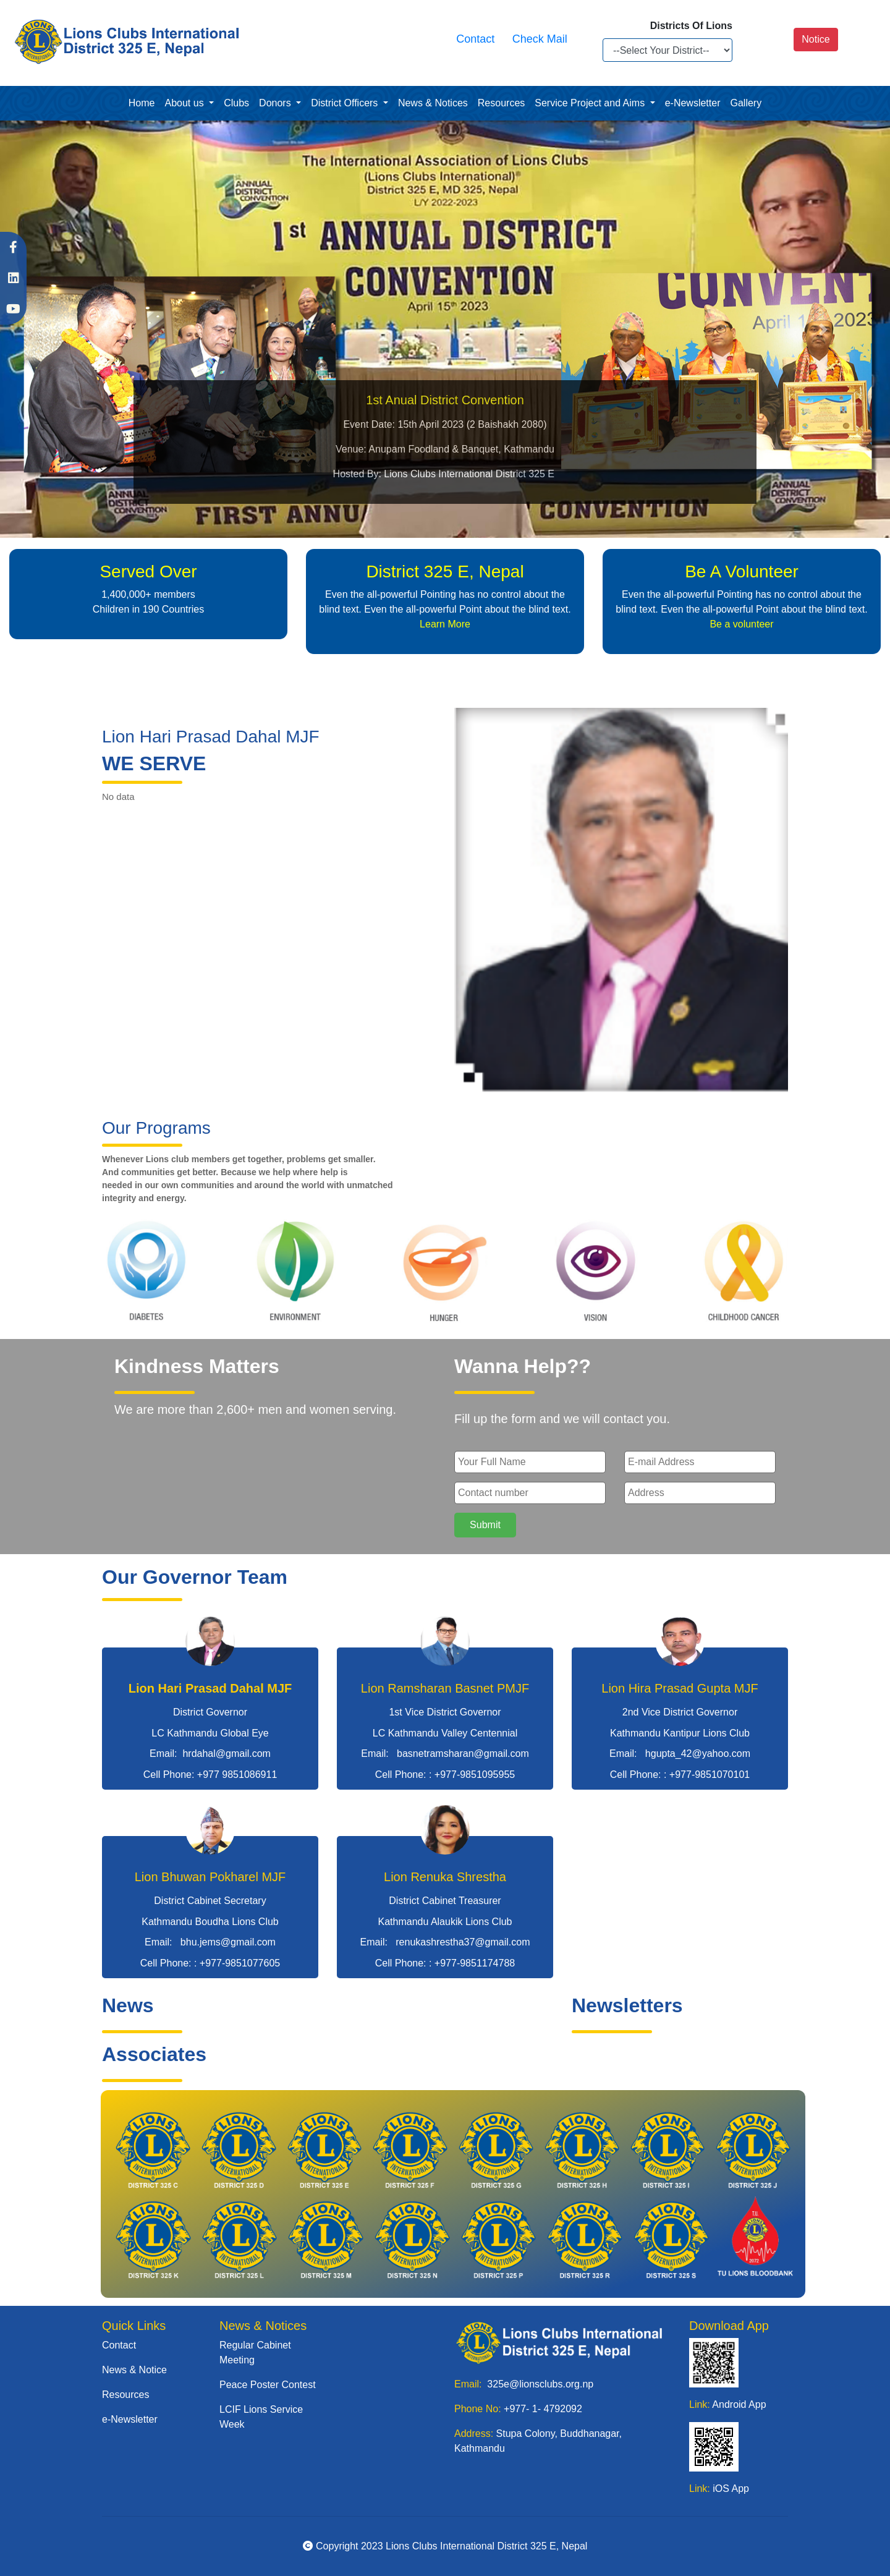 Lions Clubs International
District 325 E, Nepal
Contact
Check Mail
Districts Of Lions
--Select Your District--
Notice
Home
About us
Clubs
Donors
District Officers
News & Notices
Resources
Service Project and Aims
e-Newsletter
Gallery
The International Association of Lions Clubs
(District 325 E, MD 325, Nepal)®
L/Y 2022-2023
1st ANNUAL DISTRICT
CONVENTION
April 15th 2023
1st Anual District Convention
Event Date: 15th April 2023 (2 Baishakh 2080)
Venue: Anupam Foodland & Banquet, Kathmandu
Hosted By: Lions Clubs International District 325 E
Served Over
1,400,000+ members
Children in 190 Countries
District 325 E, Nepal
Even the all-powerful Pointing has no control about the
blind text. Even the all-powerful Point about the blind text.
Learn More
Be A Volunteer
Even the all-powerful Pointing has no control about the
blind text. Even the all-powerful Point about the blind text.
Be a volunteer
Lion Hari Prasad Dahal MJF
WE SERVE
No data
Our Programs
Whenever Lions club members get together, problems get smaller.
And communities get better. Because we help where help is
needed in our own communities and around the world with unmatched
integrity and energy.
DIABETES
ENVIRONMENT
HUNGER
VISION
CHILDHOOD CANCER
Kindness Matters
We are more than 2,600+ men and women serving.
Wanna Help??
Fill up the form and we will contact you.
Your Full Name
E-mail Address
Contact number
Address
Submit
Our Governor Team
Lion Hari Prasad Dahal MJF
District Governor
LC Kathmandu Global Eye
Email: hrdahal@gmail.com
Cell Phone: +977 9851086911
Lion Ramsharan Basnet PMJF
1st Vice District Governor
LC Kathmandu Valley Centennial
Email: basnetramsharan@gmail.com
Cell Phone: : +977-9851095955
Lion Hira Prasad Gupta MJF
2nd Vice District Governor
Kathmandu Kantipur Lions Club
Email: hgupta_42@yahoo.com
Cell Phone: : +977-9851070101
Lion Bhuwan Pokharel MJF
District Cabinet Secretary
Kathmandu Boudha Lions Club
Email: bhu.jems@gmail.com
Cell Phone: : +977-9851077605
Lion Renuka Shrestha
District Cabinet Treasurer
Kathmandu Alaukik Lions Club
Email: renukashrestha37@gmail.com
Cell Phone: : +977-9851174788
News
Newsletters
Associates
DISTRICT 325 C
DISTRICT 325 D
DISTRICT 325 E
DISTRICT 325 F
DISTRICT 325 G
DISTRICT 325 H
DISTRICT 325 I
DISTRICT 325 J
DISTRICT 325 K
DISTRICT 325 L
DISTRICT 325 M
DISTRICT 325 N
DISTRICT 325 P
DISTRICT 325 R
DISTRICT 325 S
TU LIONS BLOODBANK
Quick Links
Contact
News & Notice
Resources
e-Newsletter
News & Notices
Regular Cabinet
Meeting
Peace Poster Contest
LCIF Lions Service
Week
Lions Clubs International
District 325 E, Nepal
Email: 325e@lionsclubs.org.np
Phone No: +977- 1- 4792092
Address: Stupa Colony, Buddhanagar,
Kathmandu
Download App
Link: Android App
Link: iOS App
Copyright 2023 Lions Clubs International District 325 E, Nepal